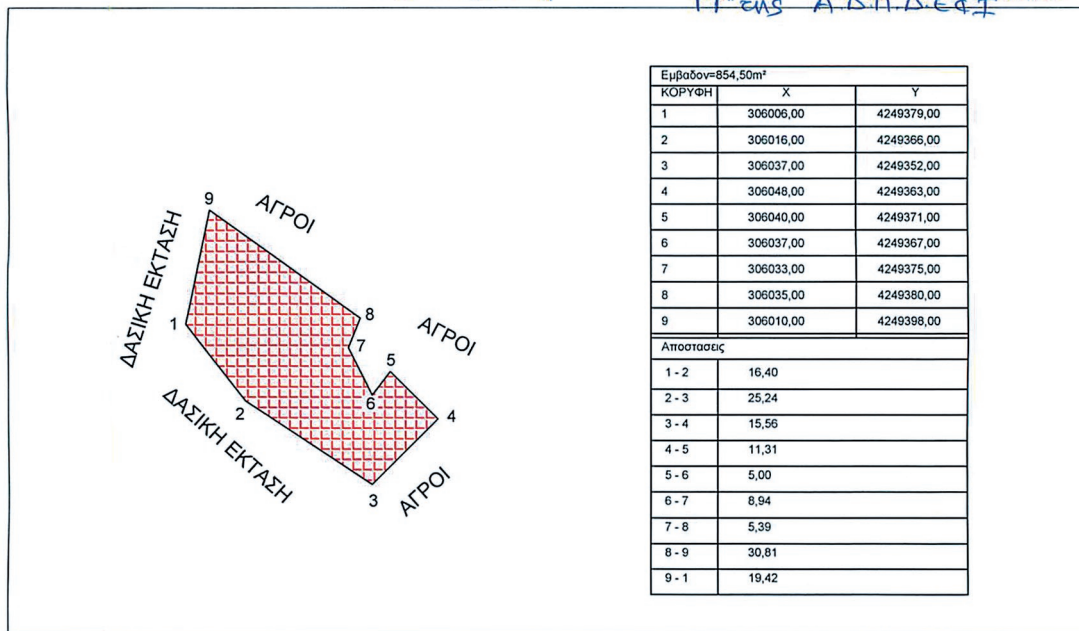 της Α.Δ.Π.Δ.Ε & Ι
9
ΑΓΡΟΙ
ΔΑΣΙΚΗ ΕΚΤΑΣΗ
8
1
ΑΓΡΟΙ
7
5
6
2
4
ΔΑΣΙΚΗ ΕΚΤΑΣΗ
3
ΑΓΡΟΙ
Εμβαδον=854,50m²
ΚΟΡΥΦΗ X Y
1 306006,00 4249379,00
2 306016,00 4249366,00
3 306037,00 4249352,00
4 306048,00 4249363,00
5 306040,00 4249371,00
6 306037,00 4249367,00
7 306033,00 4249375,00
8 306035,00 4249380,00
9 306010,00 4249398,00
Αποστασεις
1 - 2 16,40
2 - 3 25,24
3 - 4 15,56
4 - 5 11,31
5 - 6 5,00
6 - 7 8,94
7 - 8 5,39
8 - 9 30,81
9 - 1 19,42